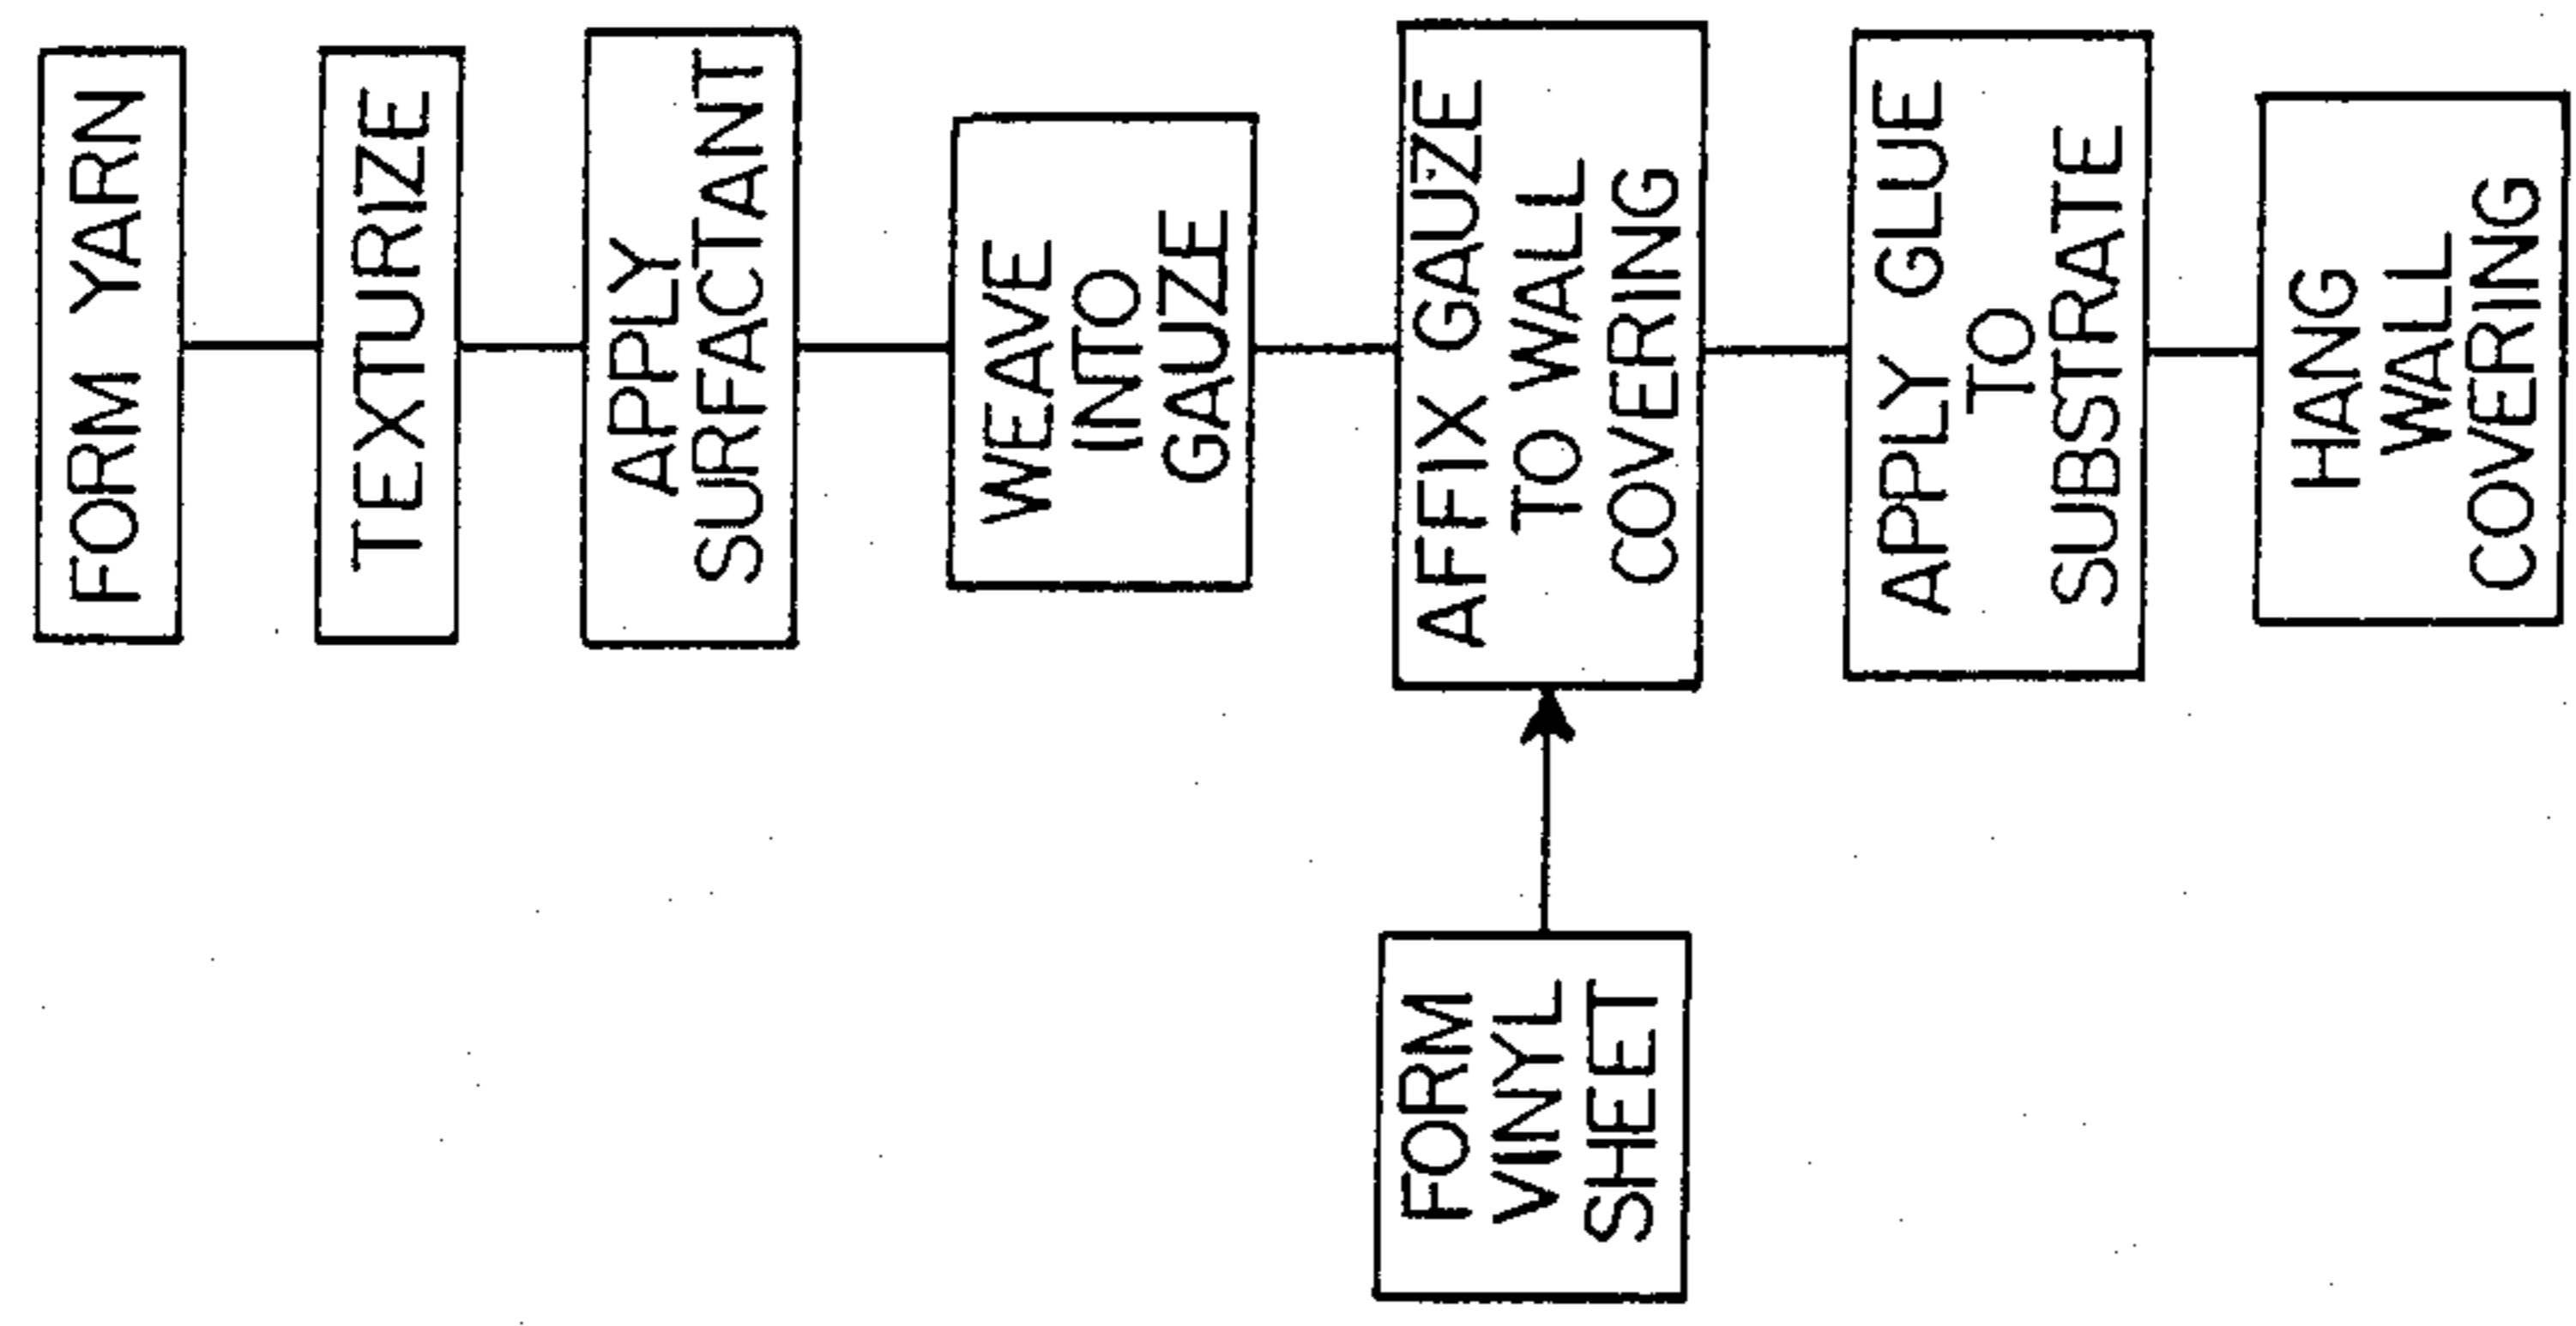 FORM YARN
TEXTURIZE
APPLY
SURFACTANT
WEAVE
INTO
GAUZE
FORM
VINYL
SHEET
AFFIX GAUZE
TO WALL
COVERING
APPLY GLUE
TO
SUBSTRATE
HANG
WALL
COVERING